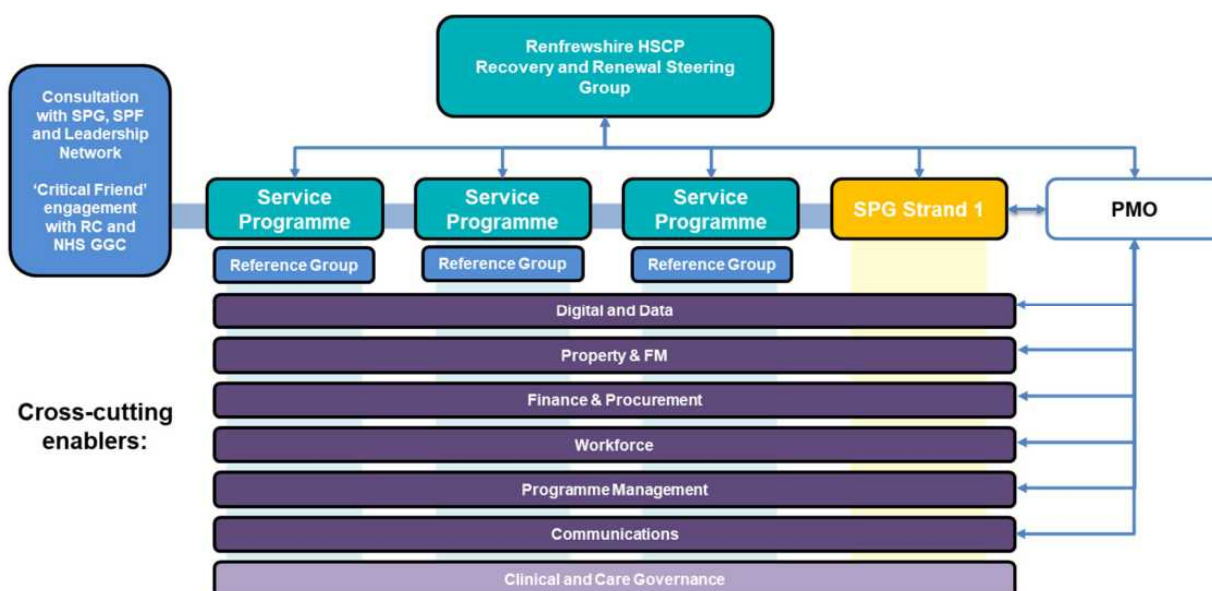 Renfrewshire HSCP
Recovery and Renewal Steering
Group
Consultation
with SPG, SPF
and Leadership
Network
‘Critical Friend’
engagement
with RC and
NHS GGC
Service
Programme
Service
Programme
Service
Programme
SPG Strand 1
PMO
Reference Group
Reference Group
Reference Group
Digital and Data
Property & FM
Finance & Procurement
Cross-cutting
enablers:
Workforce
Programme Management
Communications
Clinical and Care Governance